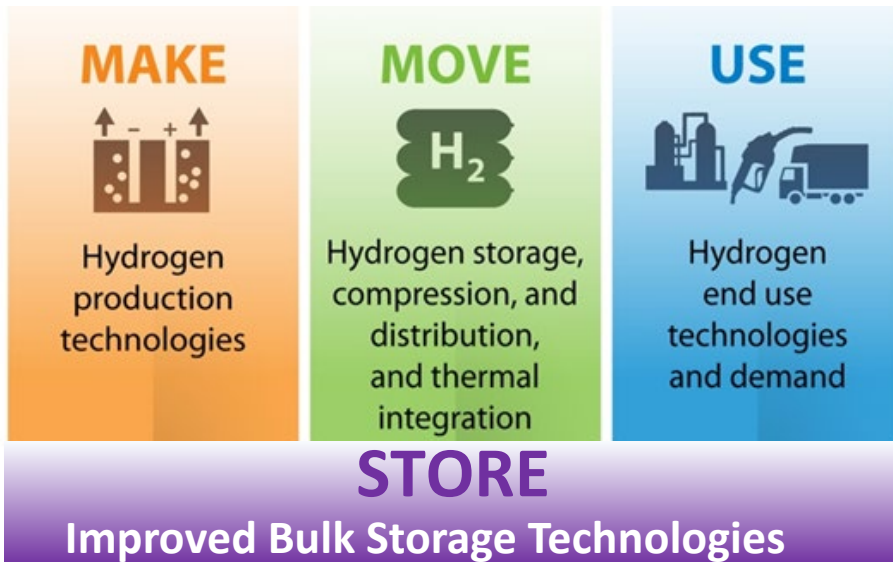 MAKE
- +
Hydrogen
production
technologies
MOVE
H₂
Hydrogen storage,
compression, and
distribution,
and thermal
integration
USE
Hydrogen
end use
technologies
and demand
STORE
Improved Bulk Storage Technologies